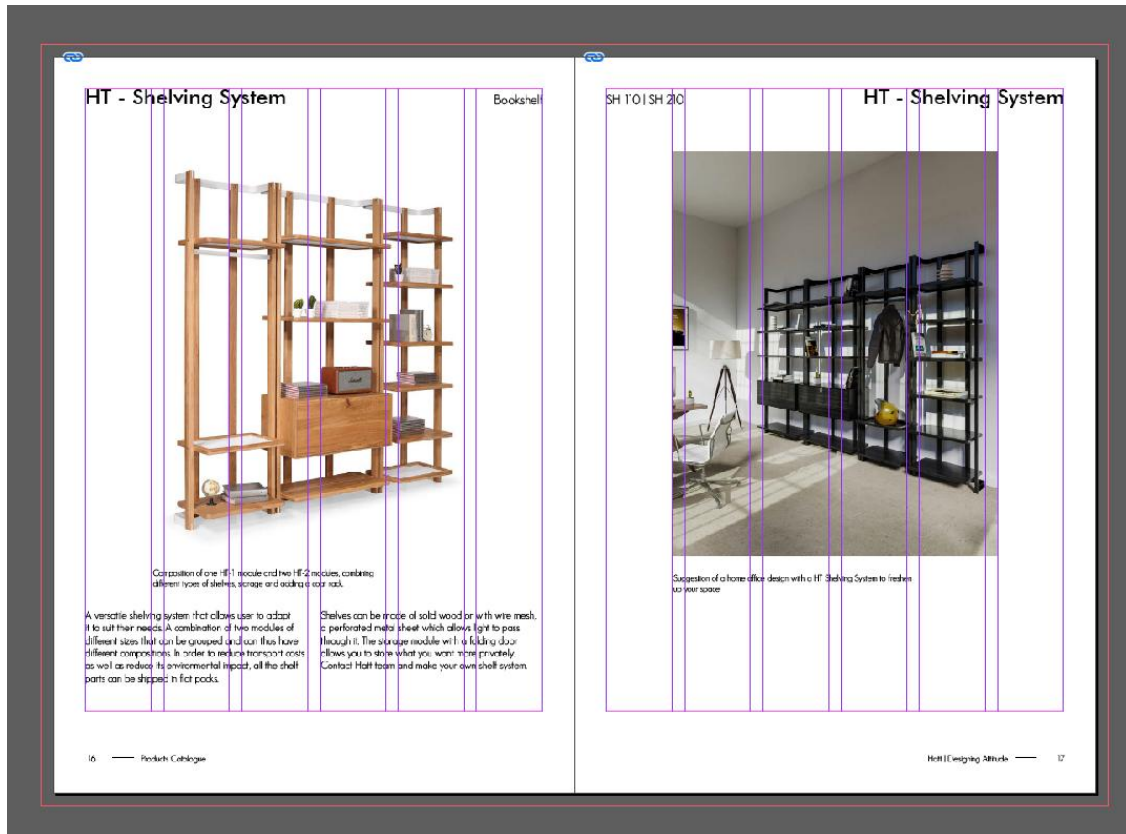 HT - Shelving System
Bookshelf
Marshall
Composition of one HT-1 module and two HT-2 modules, combining
different types of shelves, storage and adding a coat rack.
A versatile shelving system that allows user to adapt
it to suit their needs. A combination of two modules of
different sizes that can be grouped and can thus have
different compositions. In order to reduce transport costs
as well as reduce its environmental impact, all the shelf
parts can be shipped in flat packs.
Shelves can be made of solid wood or with wire mesh,
a perforated metal sheet which allows light to pass
through it. The storage module with a folding door
allows you to store what you want more privately.
Contact Hatt team and make your own shelf system.
16
Products Catalogue
SH 110 | SH 210
HT - Shelving System
Suggestion of a home office design with a HT Shelving System to freshen
up your space
Hatt | Designing Attitude
17